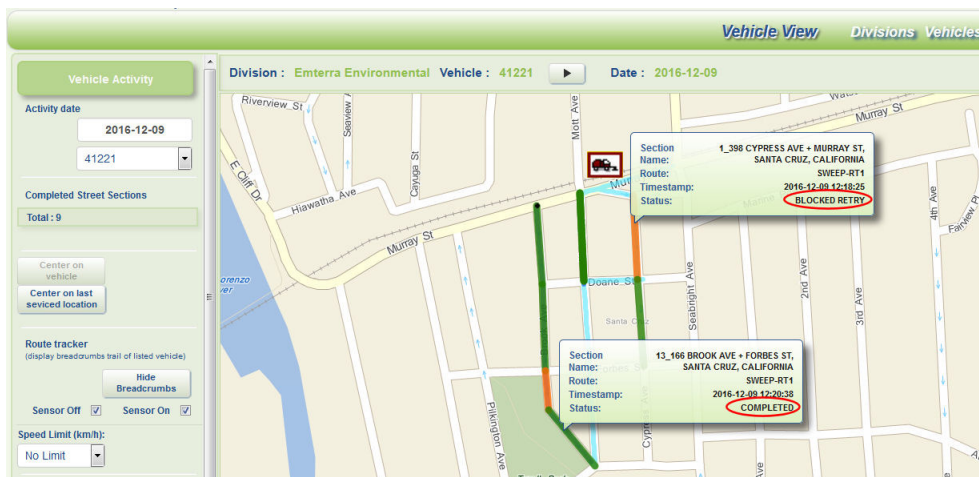 Vehicle View Divisions Vehicles
Vehicle Activity
Division : Emterra Environmental Vehicle : 41221 Date : 2016-12-09
Activity date
2016-12-09
41221
Completed Street Sections
Total : 9
Center on
vehicle
Center on last
seviced location
Route tracker
(display breadcrumbs trail of listed vehicle)
Hide
Breadcrumbs
Sensor Off Sensor On
Speed Limit (km/h):
No Limit
Riverview St
Seaview
Cayuga St
Mott Ave
Murray St
E Cliff Dr
Hiawatha Ave
Murray St
Section 1_398 CYPRESS AVE + MURRAY ST,
Name: SANTA CRUZ, CALIFORNIA
Route: SWEEP-RT1
Timestamp: 2016-12-09 12:18:25
Status: BLOCKED RETRY
4th Ave
Doane St
Seabright Ave
2nd Ave
3rd Ave
Santa Cruz
Section 13_166 BROOK AVE + FORBES ST,
Name: SANTA CRUZ, CALIFORNIA
Route: SWEEP-RT1
Timestamp: 2016-12-09 12:20:38
Status: COMPLETED
Pilkington Ave